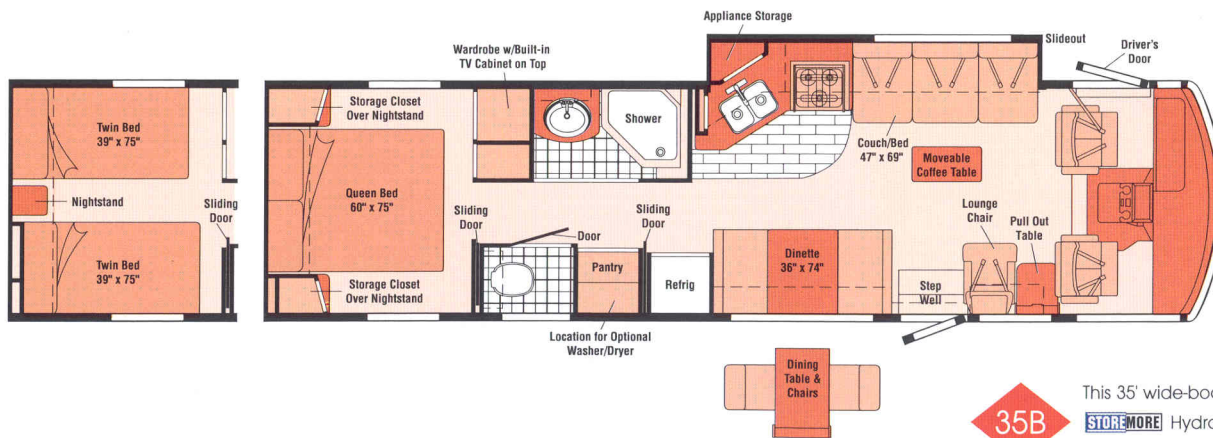 Appliance Storage
Slideout
Driver's
Door
Wardrobe w/Built-in
TV Cabinet on Top
Twin Bed
39" x 75"
Nightstand
Sliding
Door
Twin Bed
39" x 75"
Storage Closet
Over Nightstand
Shower
Queen Bed
60" x 75"
Couch/Bed
47" x 69"
Moveable
Coffee Table
Sliding
Door
Door
Sliding
Door
Lounge
Chair
Pull Out
Table
Storage Closet
Over Nightstand
Pantry
Refrig
Dinette
36" x 74"
Step
Well
Location for Optional
Washer/Dryer
Dining
Table &
Chairs
35B
This 35' wide-bo
STOREMORE Hydr